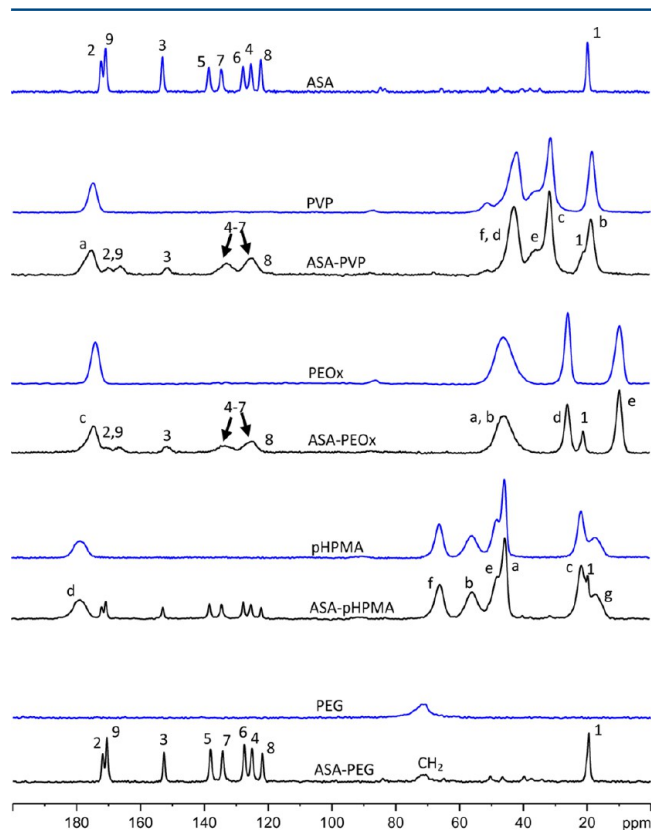 2 9 3 5 7 6 4 8 1
ASA
PVP
a 2,9 3 4-7 8 f, d e c 1 b
ASA-PVP
PEOx
c 2,9 3 4-7 8 a, b d 1 e
ASA-PEOx
pHPMA
d f b e a c 1 g
ASA-pHPMA
PEG
2 9 3 5 7 6 4 8 CH2 1
ASA-PEG
180 160 140 120 100 80 60 40 20 ppm